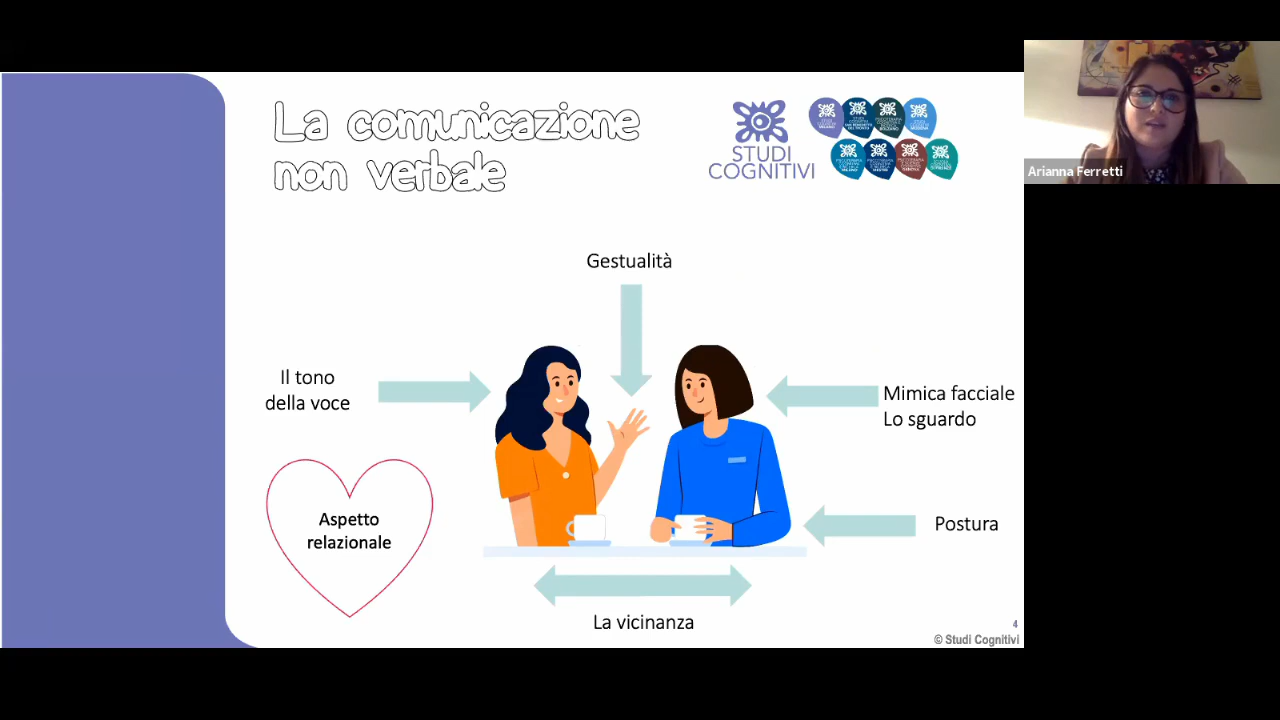 La comunicazione
non verbale
STUDI
COGNITIVI
Arianna Ferretti
Gestualità
Il tono
della voce
Mimica facciale
Lo sguardo
Aspetto
relazionale
Postura
La vicinanza
4
© Studi Cognitivi